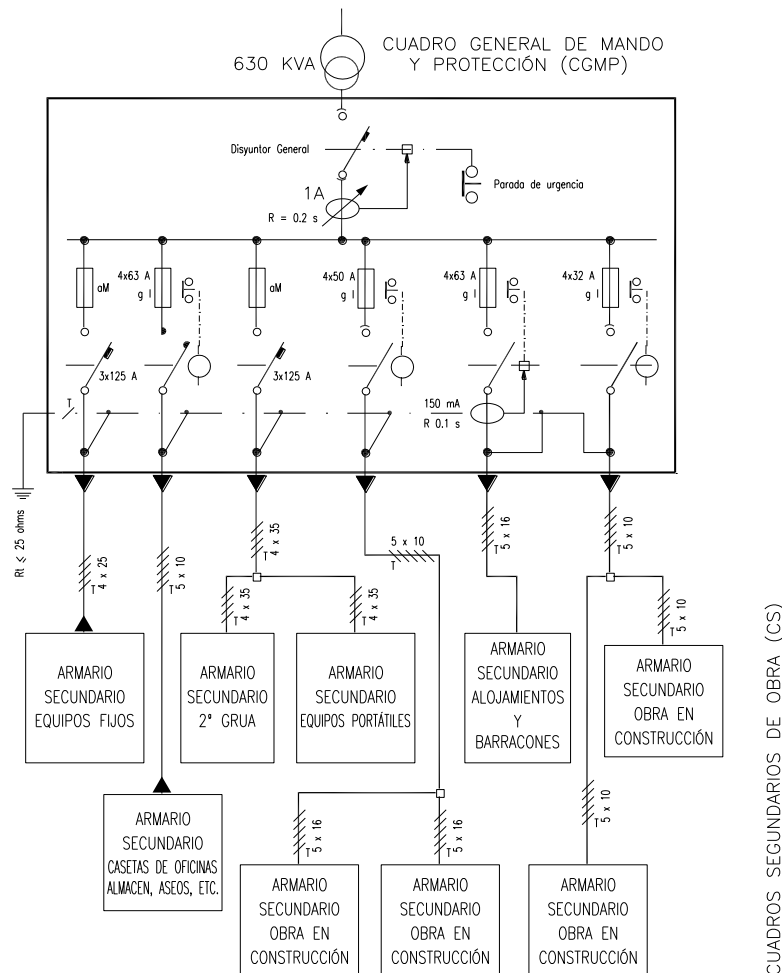 630 KVA
CUADRO GENERAL DE MANDO
Y PROTECCIÓN (CGMP)
Disyuntor General
Parada de urgencia
1A
R = 0.2 s
aM
4x63 A
g I
aM
4x50 A
g I
4x63 A
g I
4x32 A
g I
3x125 A
3x125 A
T
150 mA
R 0.1 s
Rt ≤ 25 ohms
T 4 x 25
T 5 x 10
T 4 x 35
5 x 10
T
T 5 x 16
T 5 x 10
T 4 x 35
T 4 x 35
T 5 x 10
ARMARIO
SECUNDARIO
EQUIPOS FIJOS
ARMARIO
SECUNDARIO
2ª GRUA
ARMARIO
SECUNDARIO
EQUIPOS PORTÁTILES
ARMARIO
SECUNDARIO
ALOJAMIENTOS
Y
BARRACONES
ARMARIO
SECUNDARIO
OBRA EN
CONSTRUCCIÓN
ARMARIO
SECUNDARIO
CASETAS DE OFICINAS
ALMACEN, ASEOS, ETC.
T 5 x 16
T 5 x 16
T 5 x 10
ARMARIO
SECUNDARIO
OBRA EN
CONSTRUCCIÓN
ARMARIO
SECUNDARIO
OBRA EN
CONSTRUCCIÓN
ARMARIO
SECUNDARIO
OBRA EN
CONSTRUCCIÓN
CUADROS SEGUNDARIOS DE OBRA (CS)